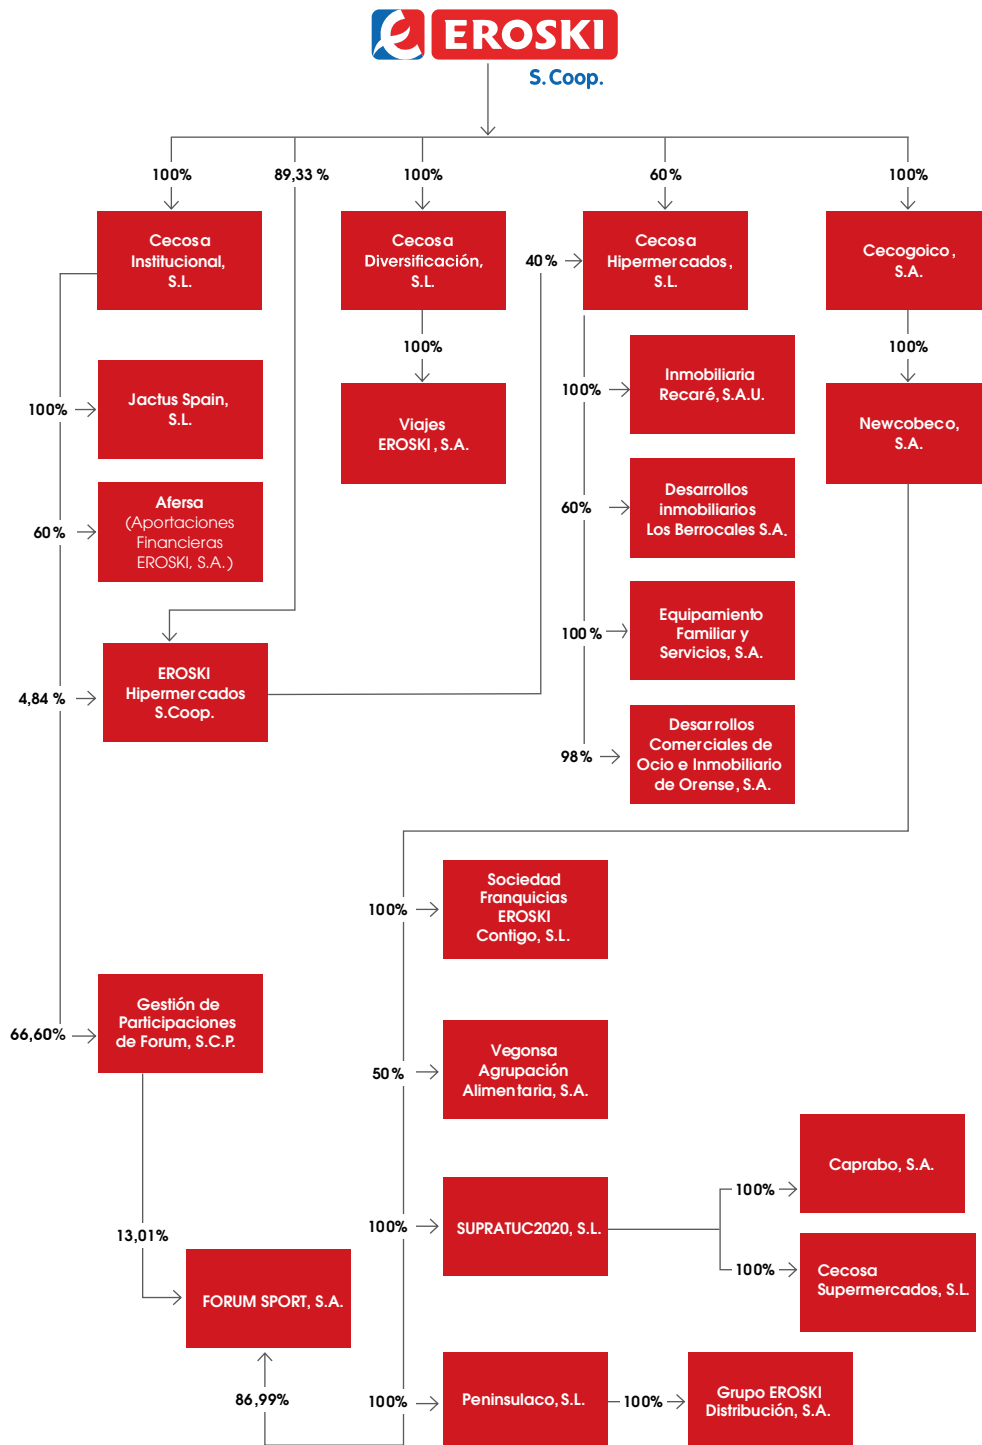 EROSKI
S. Coop.
100%
89,33 %
100%
60%
100%
Cecosa
Institucional,
S.L.
Cecosa
Diversificación,
S.L.
40%
Cecosa
Hipermercados,
S.L.
Cecogoico,
S.A.
100%
100%
Jactus Spain,
S.L.
100%
Viajes
EROSKI, S.A.
100%
Inmobiliaria
Recaré, S.A.U.
Newcobeco,
S.A.
60%
Afersa
(Aportaciones
Financieras
EROSKI, S.A.)
60%
Desarrollos
inmobiliarios
Los Berrocales S.A.
100%
Equipamiento
Familiar y
Servicios, S.A.
4,84 %
EROSKI
Hipermercados
S.Coop.
98%
Desarrollos
Comerciales de
Ocio e Inmobiliario
de Orense, S.A.
100%
Sociedad
Franquicias
EROSKI
Contigo, S.L.
66,60%
Gestión de
Participaciones
de Forum, S.C.P.
50%
Vegonsa
Agrupación
Alimentaria, S.A.
100%
SUPRATUC2020, S.L.
100%
Caprabo, S.A.
100%
Cecosa
Supermercados, S.L.
13,01%
FORUM SPORT, S.A.
86,99%
100%
Peninsulaco, S.L.
100%
Grupo EROSKI
Distribución, S.A.